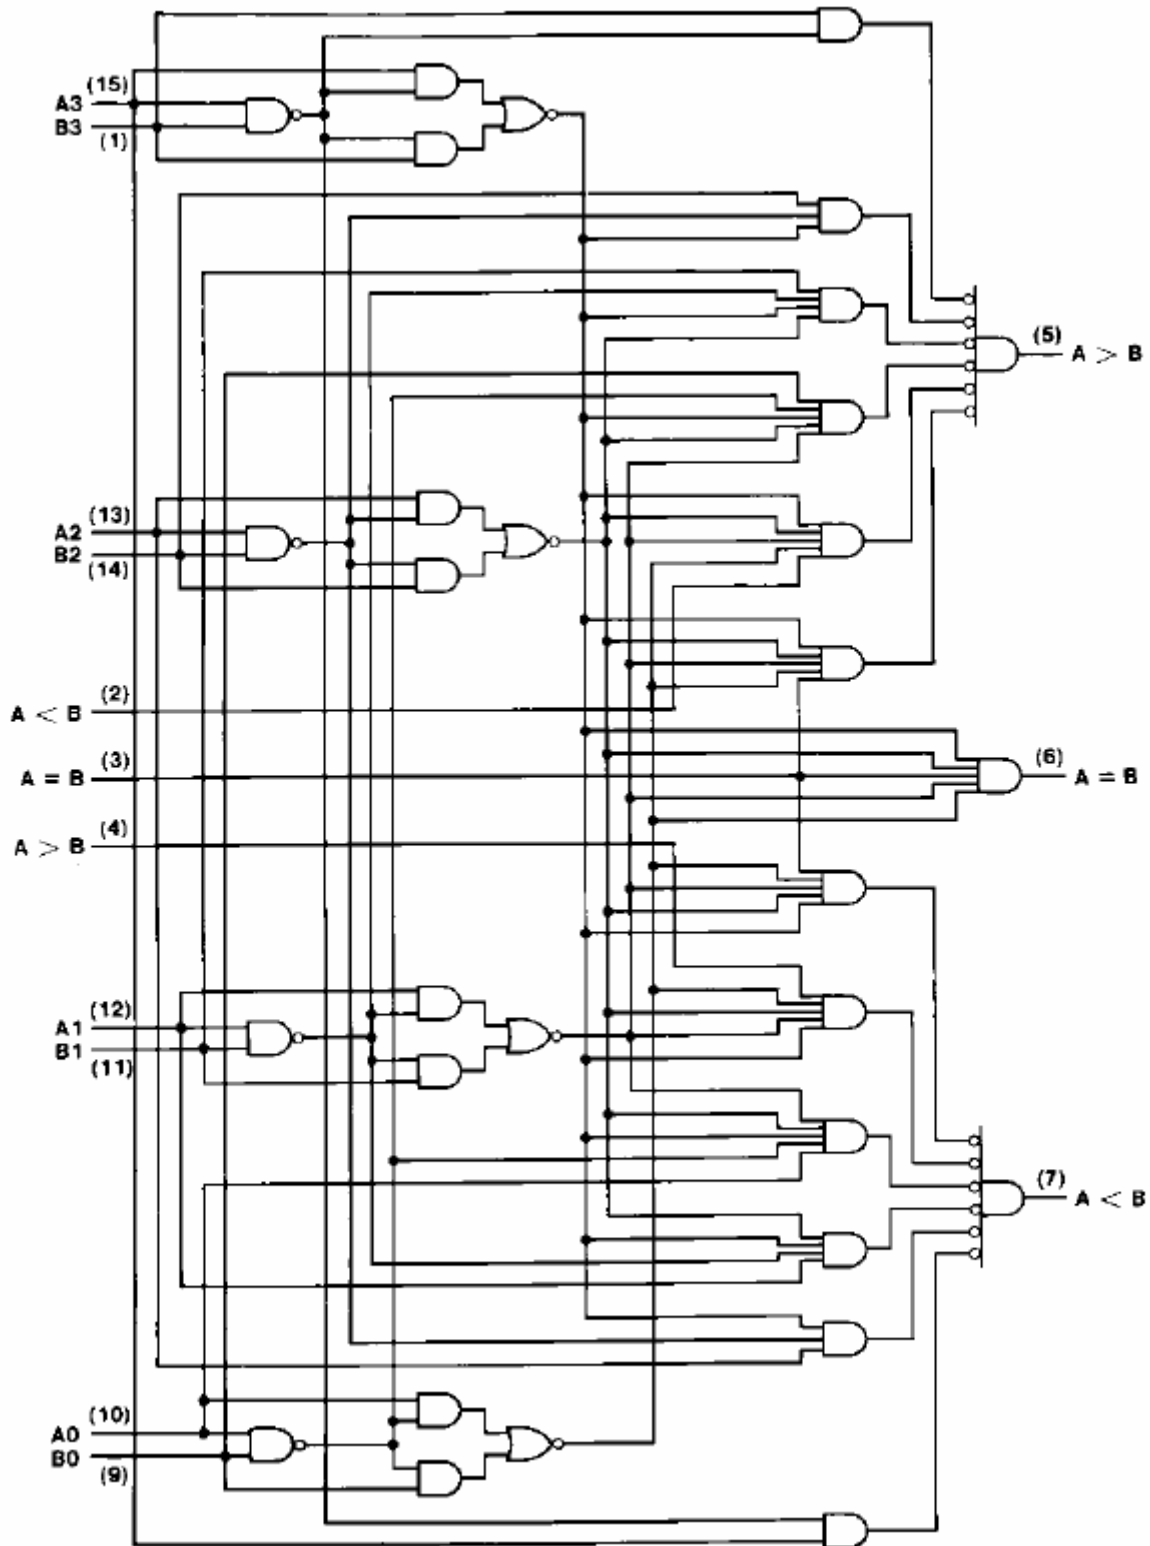 (15)
A3
B3
(1)
(5)
A > B
(13)
A2
B2
(14)
(2)
A < B
(3)
A = B
(6)
A = B
(4)
A > B
(12)
A1
B1
(11)
(7)
A < B
(10)
A0
B0
(9)